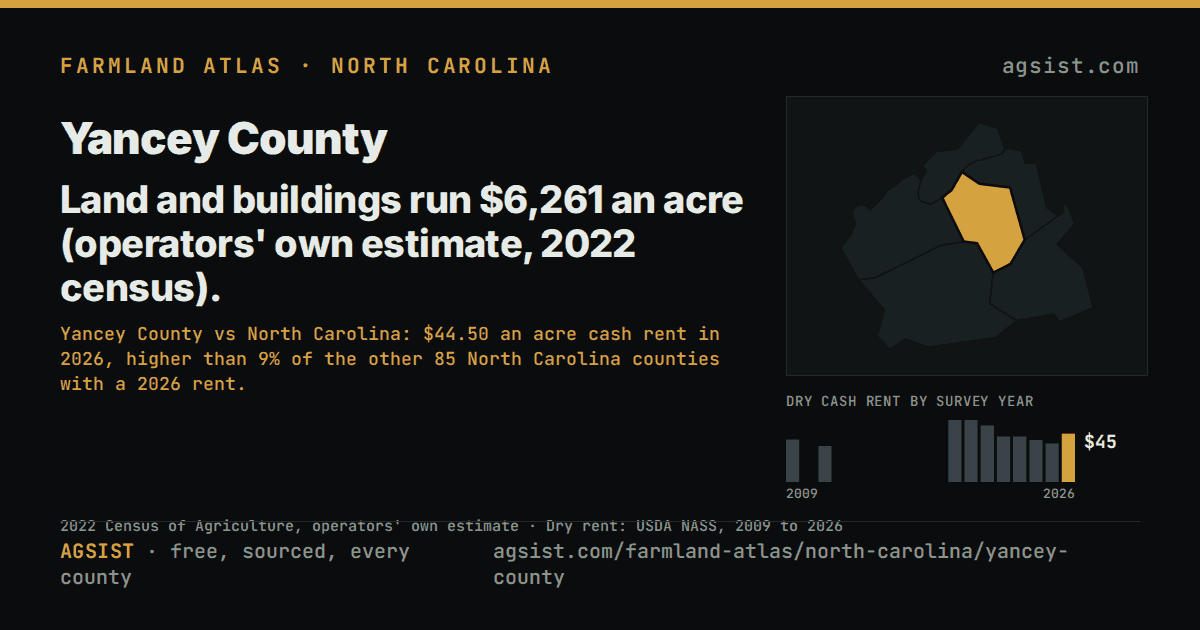 FARMLAND ATLAS · NORTH CAROLINA
agsist.com
Yancey County
Land and buildings run $6,261 an acre
(operators' own estimate, 2022
census).
Yancey County vs North Carolina: $44.50 an acre cash rent in
2026, higher than 9% of the other 85 North Carolina counties
with a 2026 rent.
DRY CASH RENT BY SURVEY YEAR
$45
2009
2026
2022 Census of Agriculture, operators' own estimate · Dry rent: USDA NASS, 2009 to 2026
AGSIST · free, sourced, every
county
agsist.com/farmland-atlas/north-carolina/yancey-
county